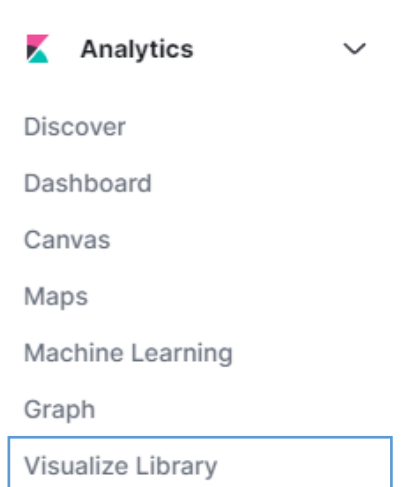 Analytics
Discover
Dashboard
Canvas
Maps
Machine Learning
Graph
Visualize Library